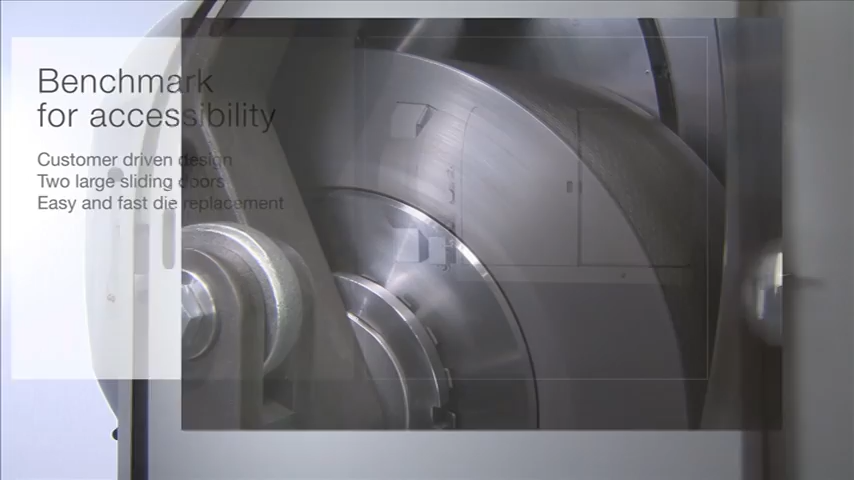 Benchmark
for accessibility
Customer driven design
Two large sliding doors
Easy and fast die replacement